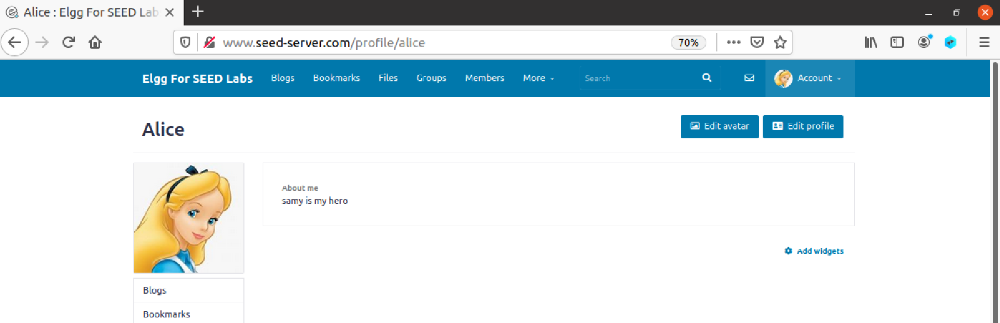 Alice : Elgg For SEED Lab
www.seed-server.com/profile/alice
70%
Elgg For SEED Labs Blogs Bookmarks Files Groups Members More Search Account
Alice
Edit avatar Edit profile
About me
samy is my hero
Add widgets
Blogs
Bookmarks